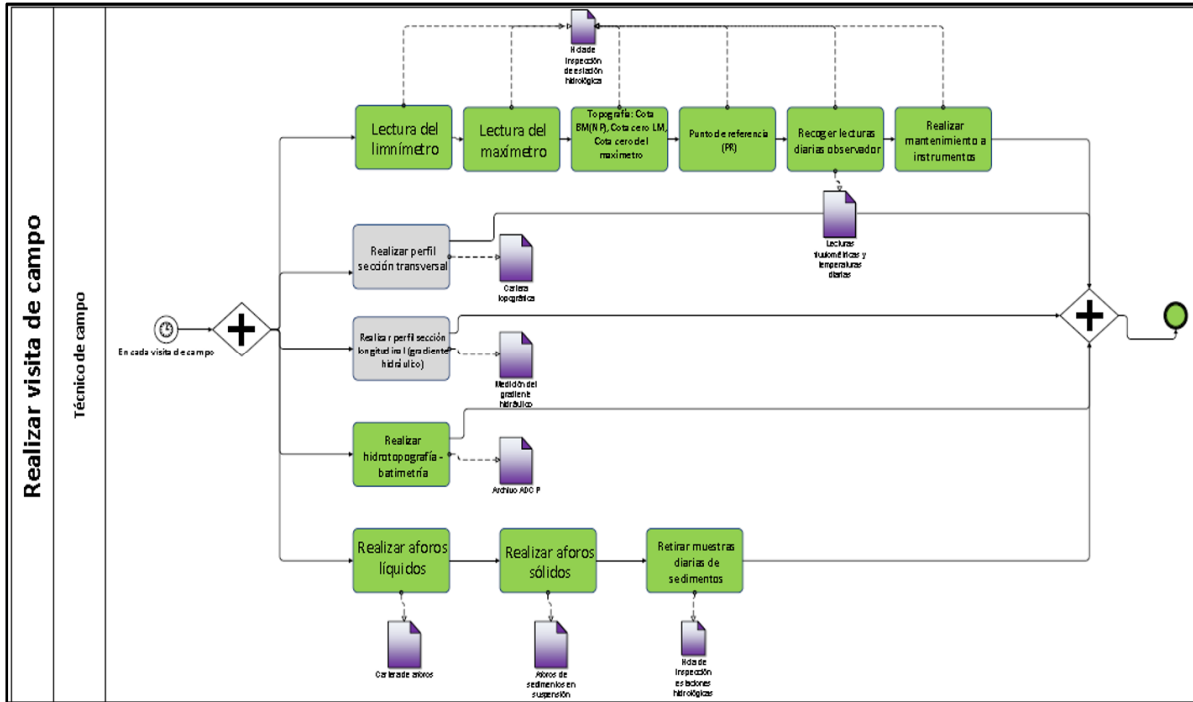 Realizar visita de campo
Técnico de campo
En cada visita de campo
Hoja de
inspección
de estación
hidrológica
Lectura del
limnímetro
Lectura del
maxímetro
Topografía: Cota
BM(NP), Cota cero LM,
Cota cero del
maxímetro
Punto de referencia
(PR)
Recoger lecturas
diarias observador
Realizar
mantenimiento a
instrumentos
Lecturas
fluviométricas y
temperaturas
diarias
Realizar perfil
sección transversal
Cartera
topográfica
Realizar perfil sección
longitudinal (gradiente
hidráulico)
Medición del
gradiente
hidráulico
Realizar
hidrotopografía -
batimetría
Archivo ADCP
Realizar aforos
líquidos
Realizar aforos
sólidos
Retirar muestras
diarias de
sedimentos
Cartera de aforos
Aforos de
sedimentos en
suspensión
Hoja de
inspección
estaciones
hidrológicas